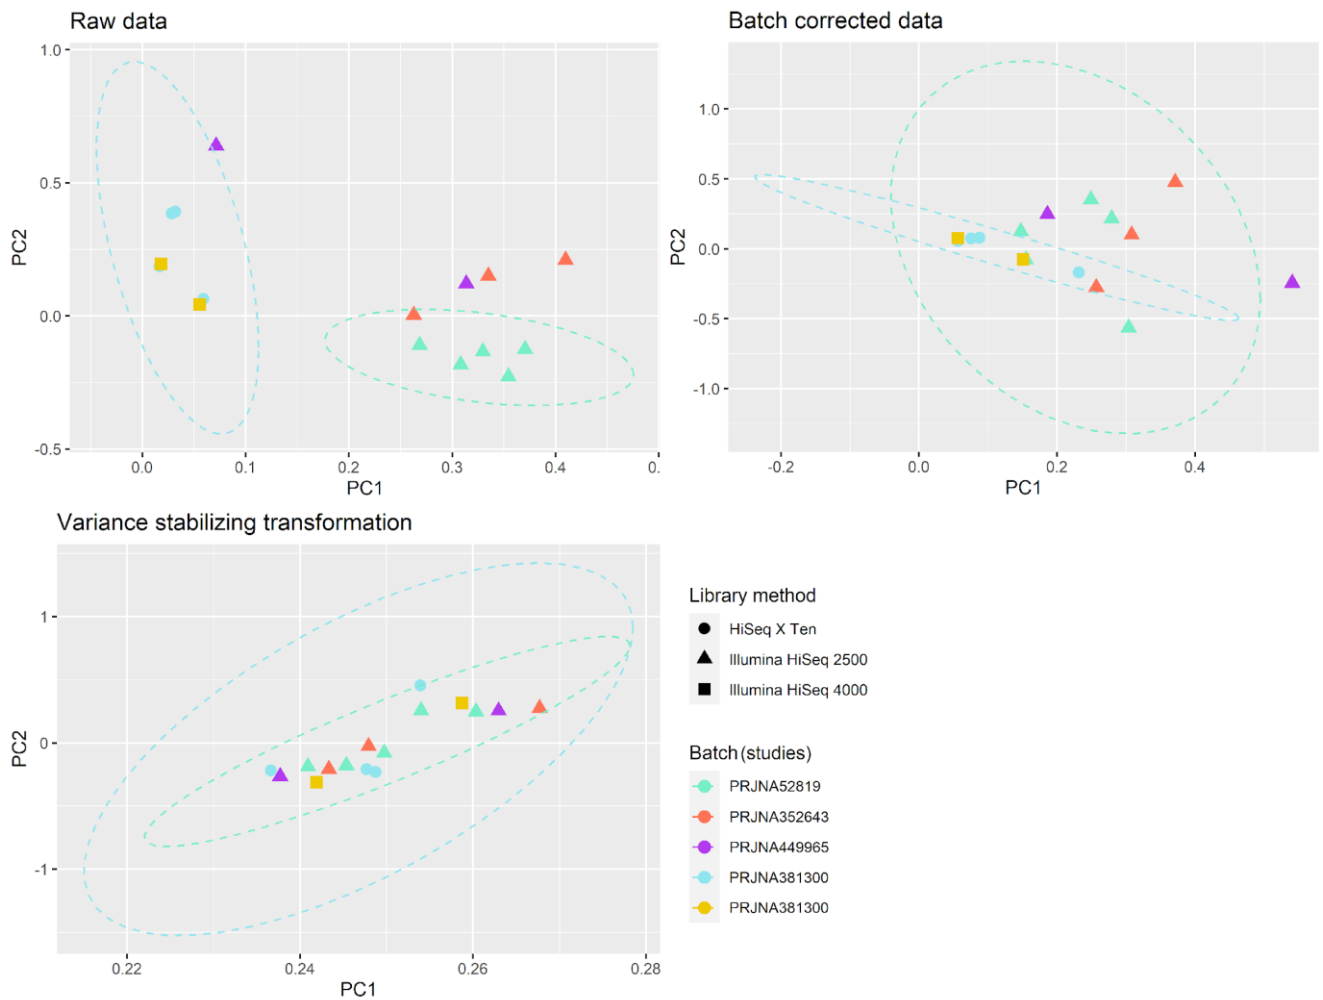 Raw data
1.0
0.5
0.0
-0.5
PC2
0.0 0.1 0.2 0.3 0.4 0.
PC1
Batch corrected data
1.0
0.5
0.0
-0.5
-1.0
PC2
-0.2 0.0 0.2 0.4
PC1
Variance stabilizing transformation
1
0
-1
PC2
0.22 0.24 0.26 0.28
PC1
Library method
HiSeq X Ten
Illumina HiSeq 2500
Illumina HiSeq 4000
Batch (studies)
PRJNA52819
PRJNA352643
PRJNA449965
PRJNA381300
PRJNA381300